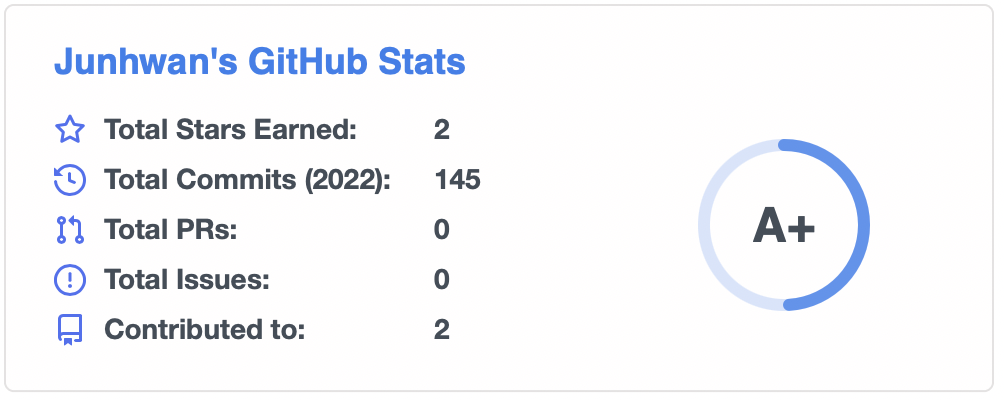 Junhwan's GitHub Stats
Total Stars Earned: 2
Total Commits (2022): 145
Total PRs: 0
Total Issues: 0
Contributed to: 2
A+